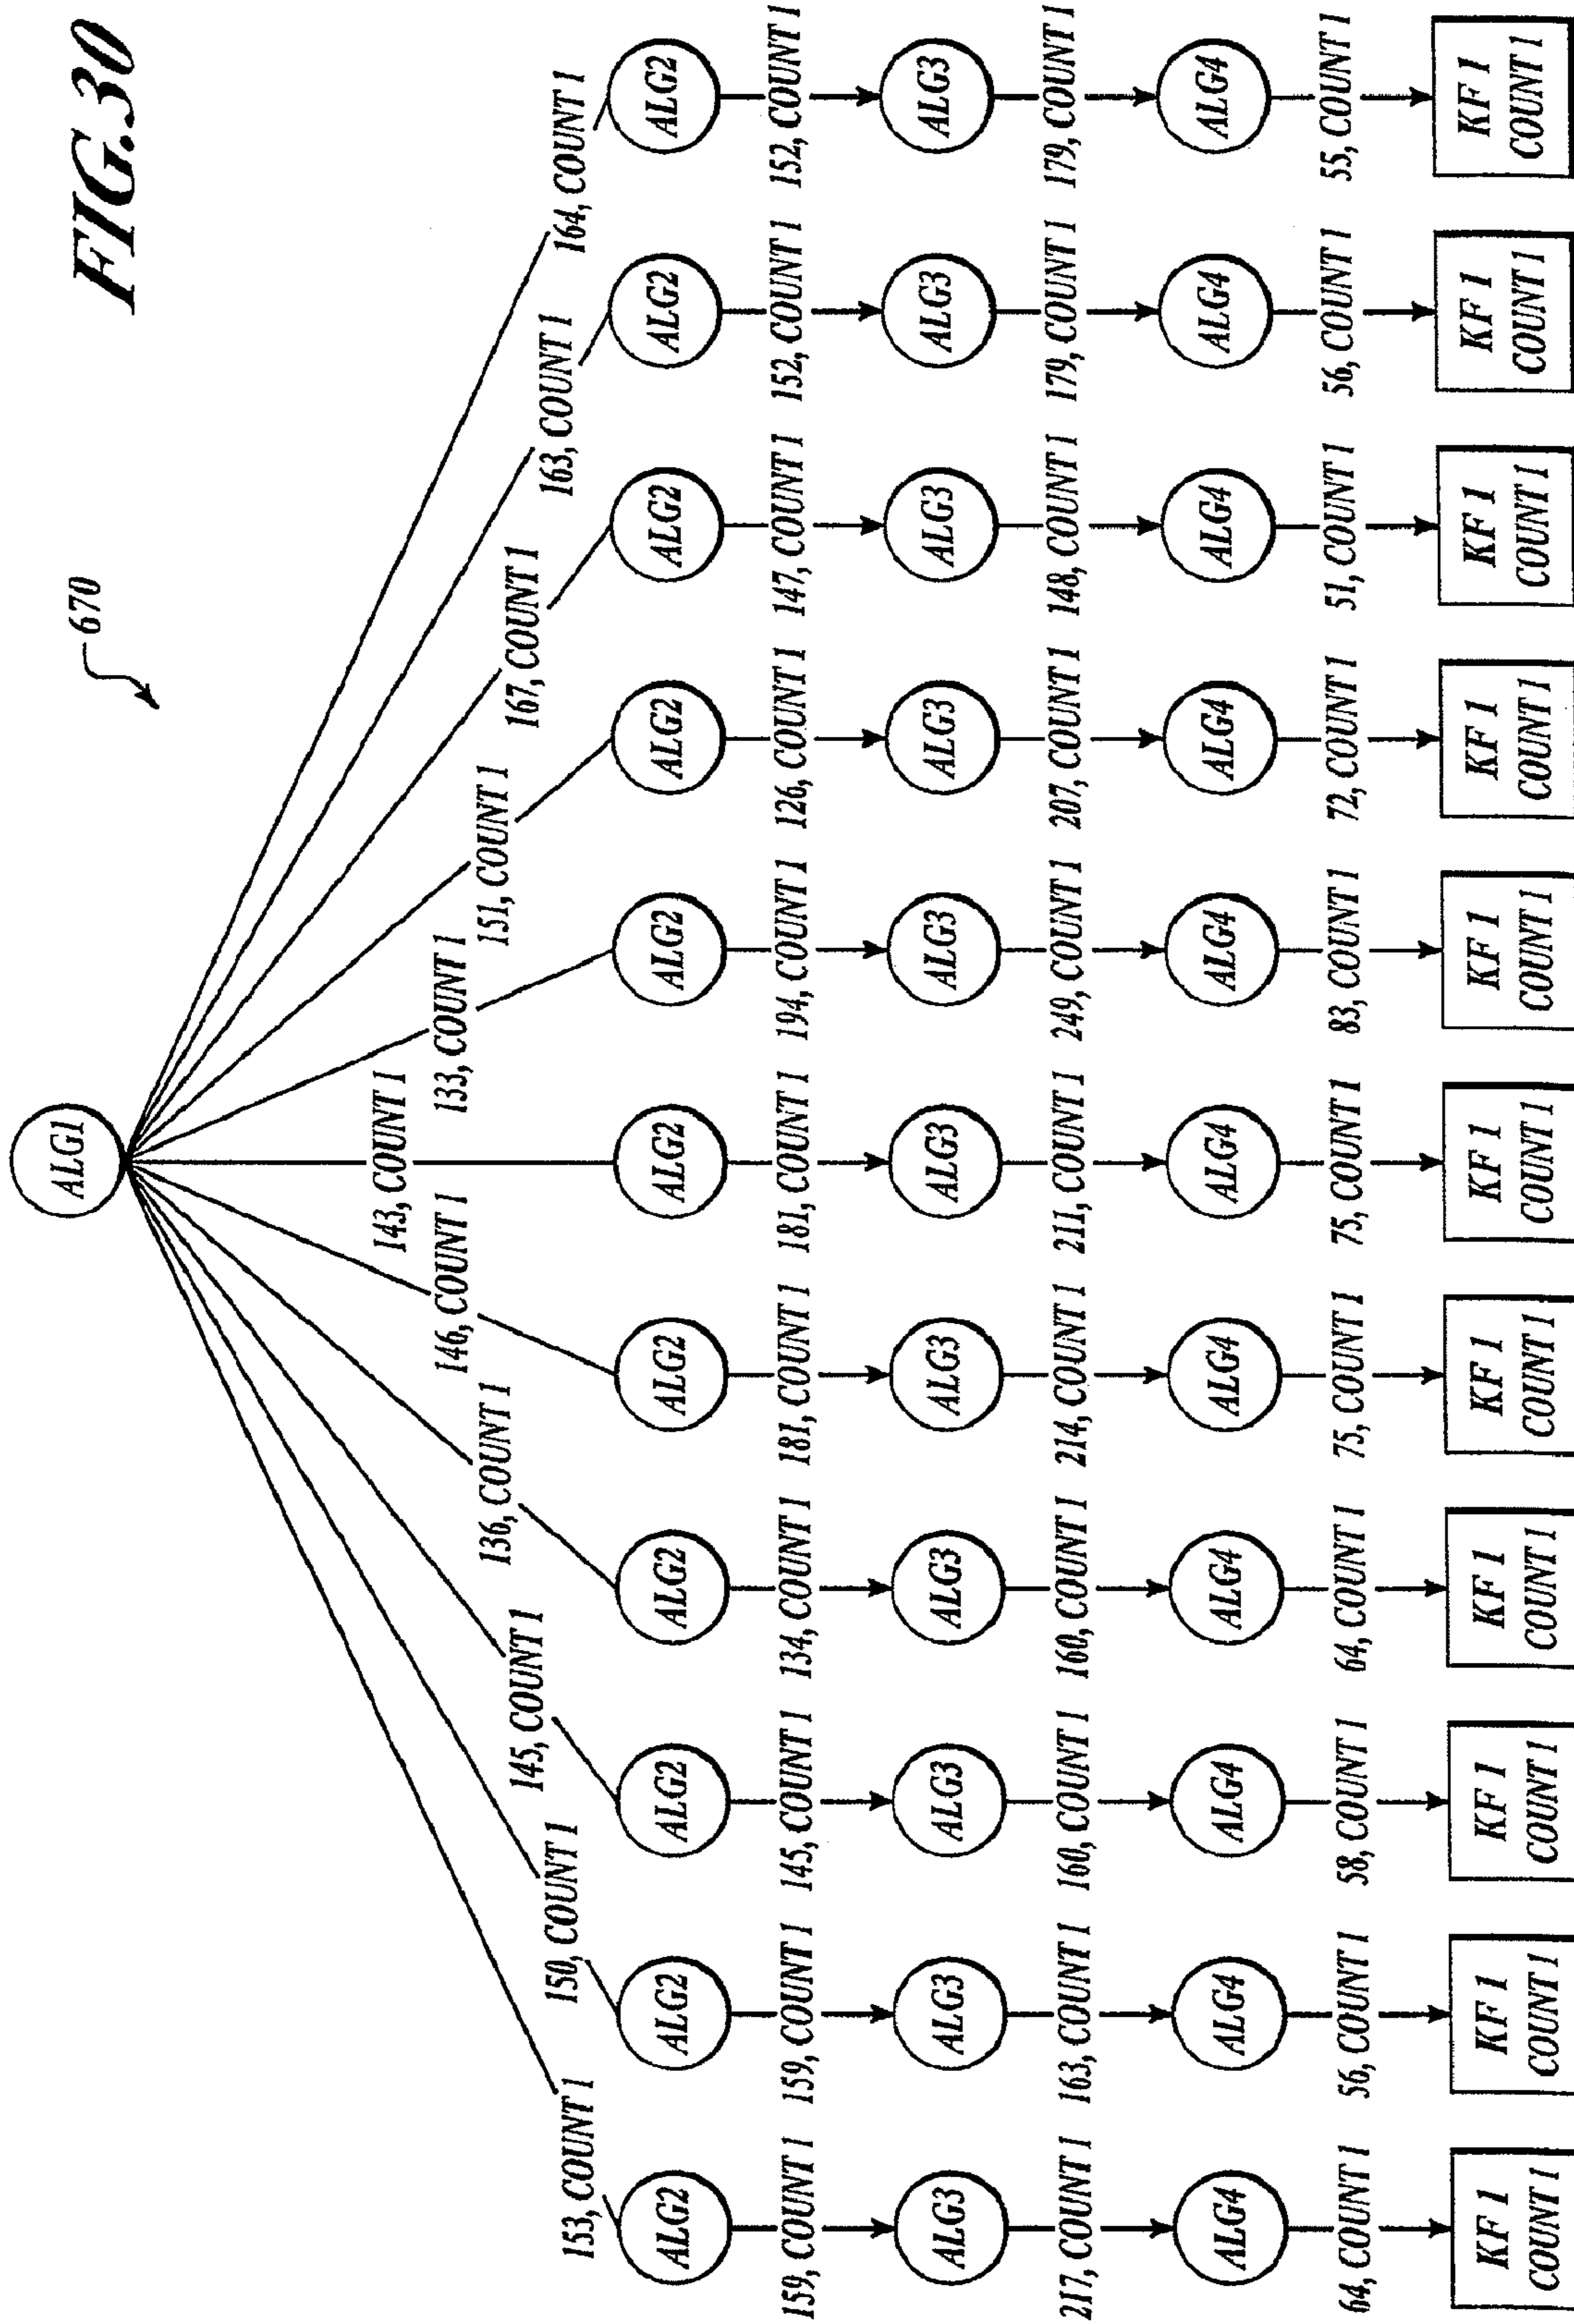 FIG.30
670
ALG1
143, COUNT 1
146, COUNT 1
133, COUNT 1
136, COUNT 1
151, COUNT 1
145, COUNT 1
167, COUNT 1
150, COUNT 1
163, COUNT 1
153, COUNT 1
164, COUNT 1
ALG2 ALG2 ALG2 ALG2 ALG2 ALG2 ALG2 ALG2 ALG2 ALG2 ALG2
159, COUNT 1 159, COUNT 1 145, COUNT 1 134, COUNT 1 181, COUNT 1 181, COUNT 1 194, COUNT 1 126, COUNT 1 147, COUNT 1 152, COUNT 1 152, COUNT 1
ALG3 ALG3 ALG3 ALG3 ALG3 ALG3 ALG3 ALG3 ALG3 ALG3 ALG3
217, COUNT 1 163, COUNT 1 160, COUNT 1 160, COUNT 1 214, COUNT 1 211, COUNT 1 249, COUNT 1 207, COUNT 1 148, COUNT 1 179, COUNT 1 179, COUNT 1
ALG4 ALG4 ALG4 ALG4 ALG4 ALG4 ALG4 ALG4 ALG4 ALG4 ALG4
64, COUNT 1 56, COUNT 1 58, COUNT 1 64, COUNT 1 75, COUNT 1 75, COUNT 1 83, COUNT 1 72, COUNT 1 51, COUNT 1 56, COUNT 1 55, COUNT 1
KF 1 KF 1 KF 1 KF 1 KF 1 KF 1 KF 1 KF 1 KF 1 KF 1 KF 1
COUNT 1 COUNT 1 COUNT 1 COUNT 1 COUNT 1 COUNT 1 COUNT 1 COUNT 1 COUNT 1 COUNT 1 COUNT 1